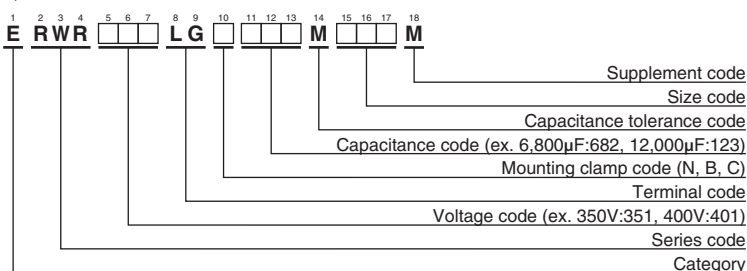 1 2 3 4 5 6 7 8 9 10 11 12 13 14 15 16 17 18
E R W R L G M M
Supplement code
Size code
Capacitance tolerance code
Capacitance code (ex. 6,800μF:682, 12,000μF:123)
Mounting clamp code (N, B, C)
Terminal code
Voltage code (ex. 350V:351, 400V:401)
Series code
Category